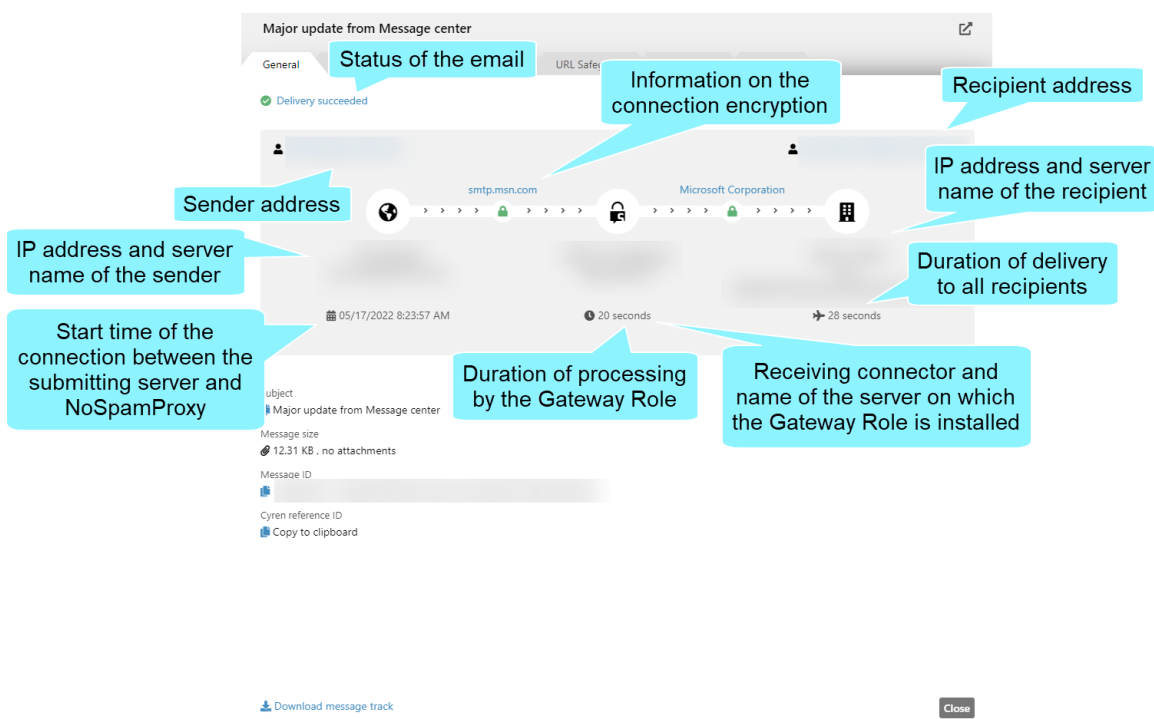 Major update from Message center
General
Status of the email
URL
Information on the
connection encryption
Recipient address
Delivery succeeded
IP address and server
name of the recipient
smtp.msn.com
Microsoft Corporation
Sender address
IP address and server
name of the sender
Duration of delivery
to all recipients
05/17/2022 8:23:57 AM
20 seconds
28 seconds
Start time of the
connection between the
submitting server and
NoSpamProxy
Duration of processing
by the Gateway Role
Receiving connector and
name of the server on which
the Gateway Role is installed
ubject
Major update from Message center
Message size
12.31 KB , no attachments
Message ID
Cyren reference ID
Copy to clipboard
Download message track
Close